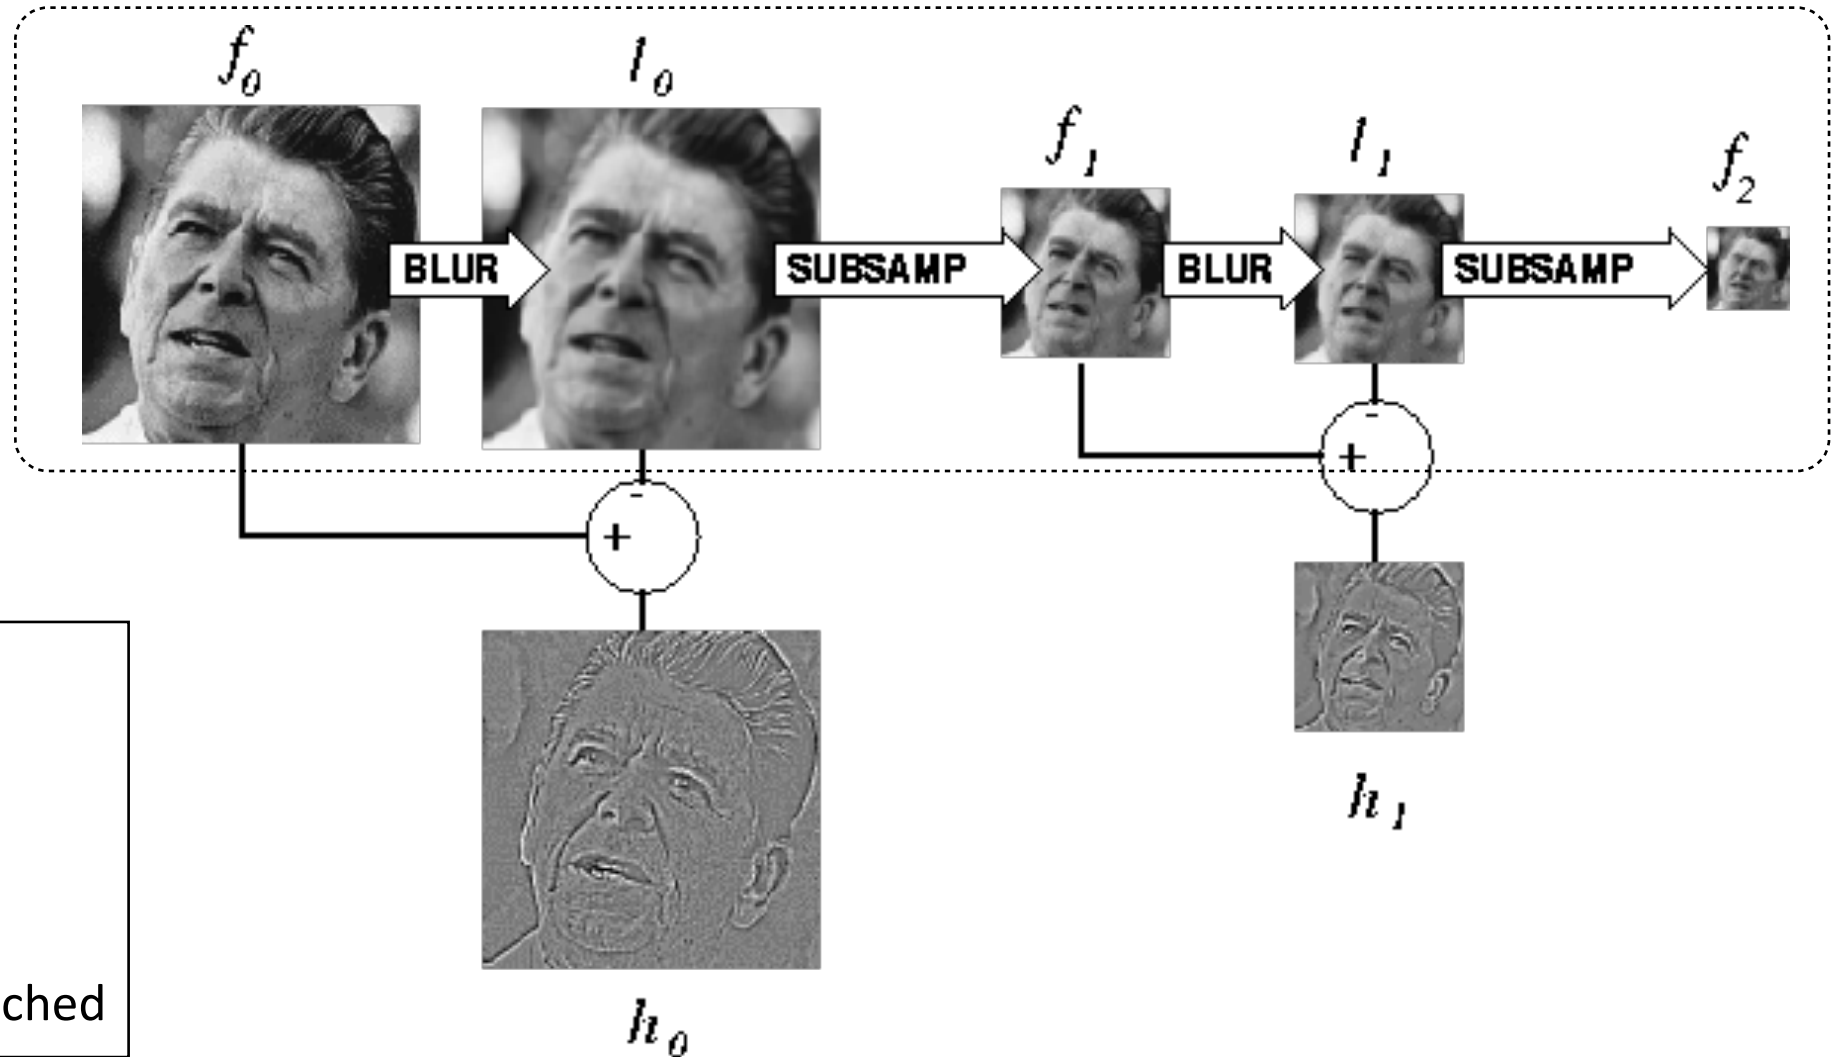 f0
l0
f1
l1
f2
BLUR
SUBSAMP
BLUR
SUBSAMP
-
+
-
+
h1
ched
h0